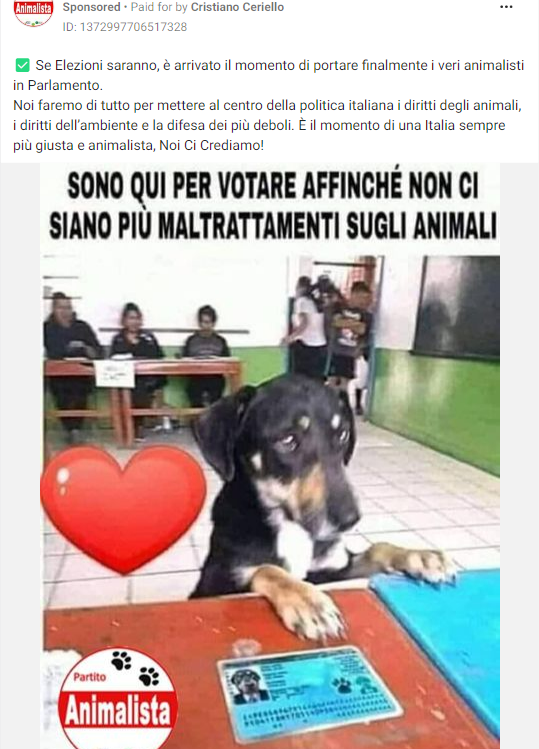 Animalista
Sponsored • Paid for by Cristiano Ceriello
ID: 1372997706517328
✅ Se Elezioni saranno, è arrivato il momento di portare finalmente i veri animalisti
in Parlamento.
Noi faremo di tutto per mettere al centro della politica italiana i diritti degli animali,
i diritti dell'ambiente e la difesa dei più deboli. È il momento di una Italia sempre
più giusta e animalista, Noi Ci Crediamo!
SONO QUI PER VOTARE AFFINCHÉ NON CI
SIANO PIÙ MALTRATTAMENTI SUGLI ANIMALI
Partito
Animalista